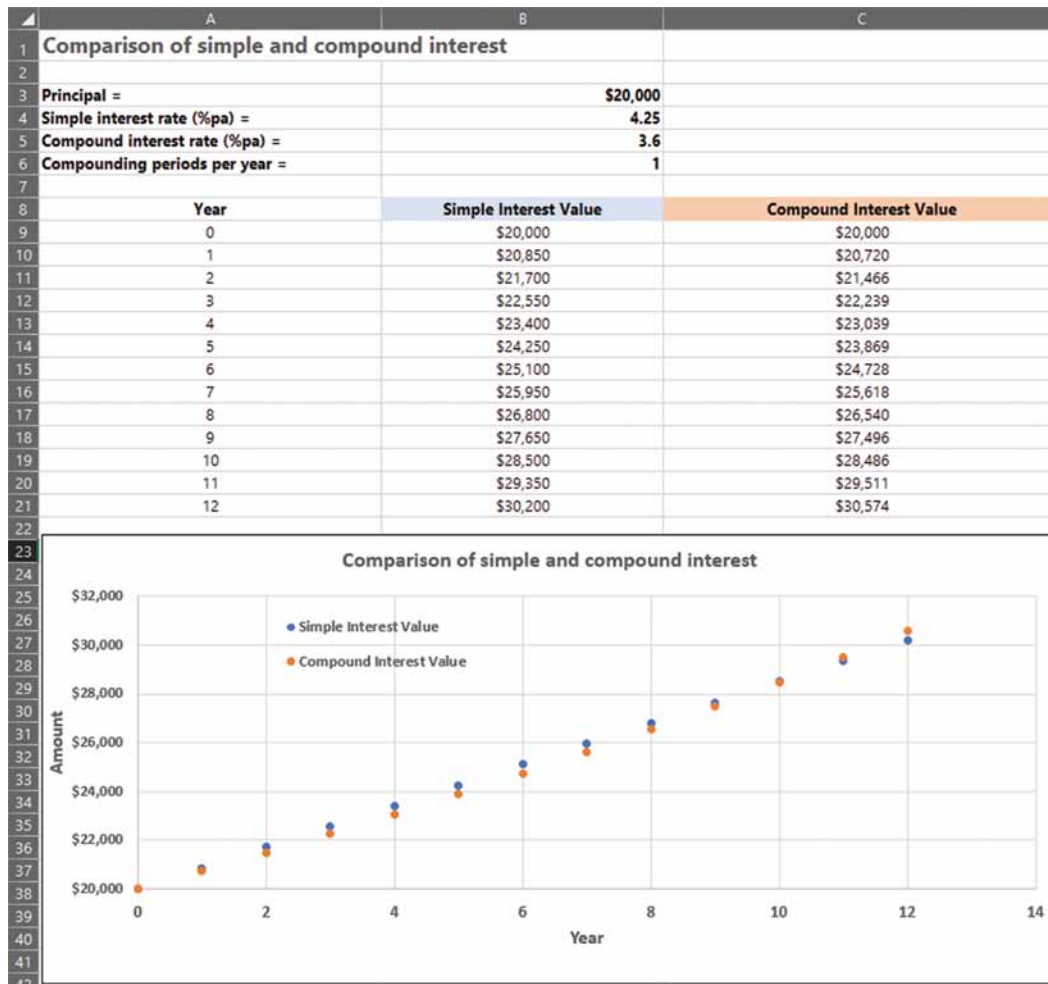 A B C
1 Comparison of simple and compound interest
2
3 Principal = $20,000
4 Simple interest rate (%pa) = 4.25
5 Compound interest rate (%pa) = 3.6
6 Compounding periods per year = 1
7
8 Year Simple Interest Value Compound Interest Value
9 0 $20,000 $20,000
10 1 $20,850 $20,720
11 2 $21,700 $21,466
12 3 $22,550 $22,239
13 4 $23,400 $23,039
14 5 $24,250 $23,869
15 6 $25,100 $24,728
16 7 $25,950 $25,618
17 8 $26,800 $26,540
18 9 $27,650 $27,496
19 10 $28,500 $28,486
20 11 $29,350 $29,511
21 12 $30,200 $30,574
22
23 Comparison of simple and compound interest
24
25 $32,000
26 Simple Interest Value
27 $30,000
28 Compound Interest Value
29 $28,000
30
31 $26,000
32 Amount
33 $24,000
34
35
36 $22,000
37
38 $20,000
39 0 2 4 6 8 10 12 14
40 Year
41